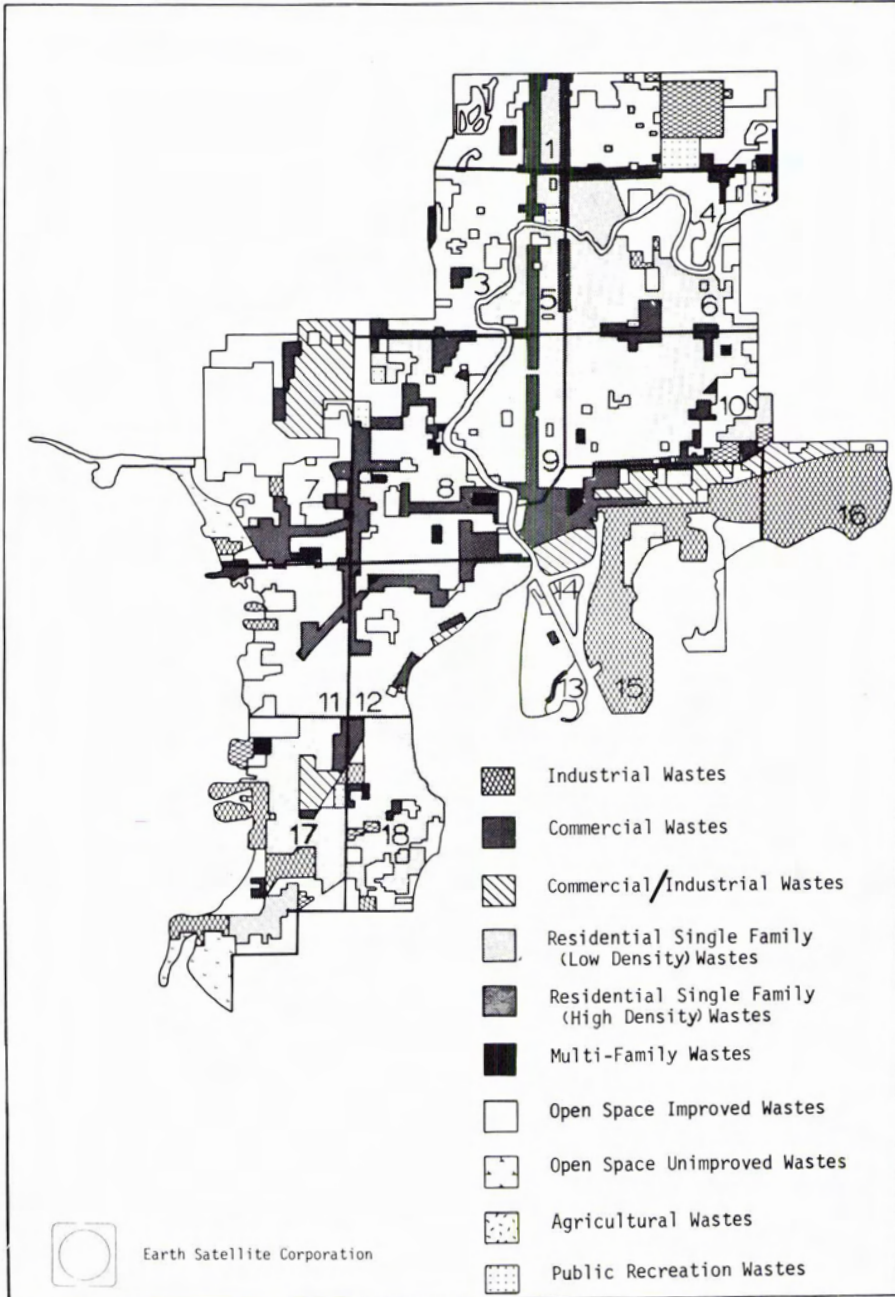 1
2
4
3
5
6
10
9
7
8
16
14
13
15
11 12
17
18
Industrial Wastes
Commercial Wastes
Commercial/Industrial Wastes
Residential Single Family
(Low Density) Wastes
Residential Single Family
(High Density) Wastes
Multi-Family Wastes
Open Space Improved Wastes
Open Space Unimproved Wastes
Agricultural Wastes
Public Recreation Wastes
Earth Satellite Corporation